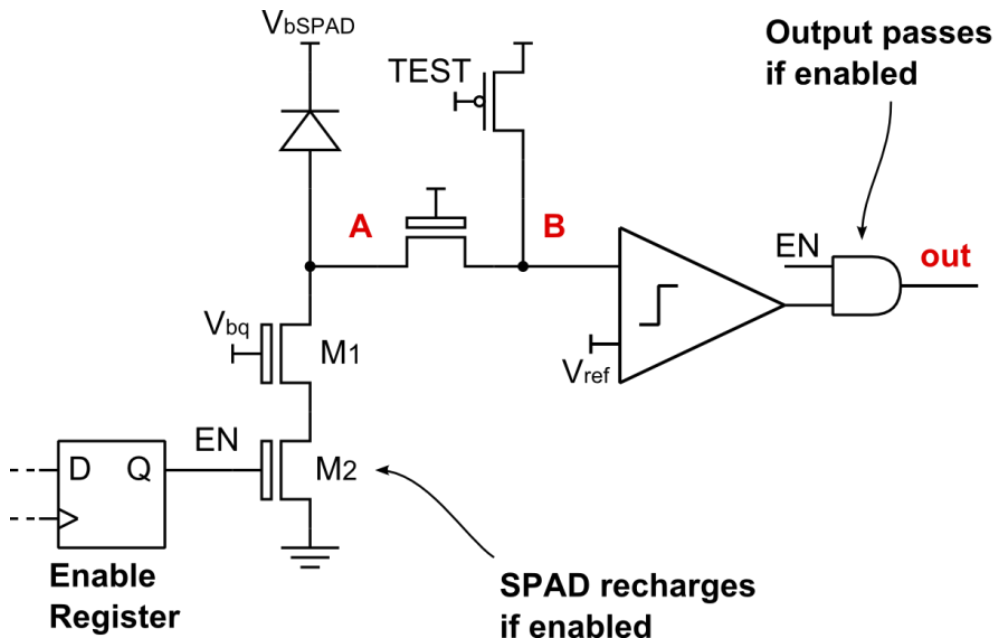 VbSPAD
Output passes
if enabled
TEST
A
B
EN
out
Vbq
M1
Vref
EN
D Q
M2
Enable
Register
SPAD recharges
if enabled